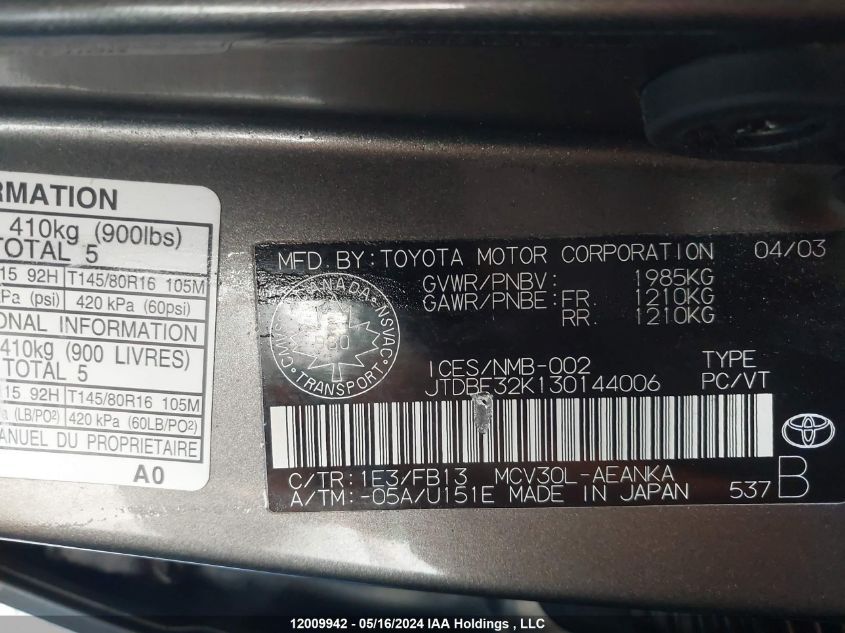 RMATION
410kg (900lbs)
TOTAL 5
15 92H T145/80R16 105M
kPa (psi) 420 kPa (60psi)
ONAL INFORMATION
410kg (900 LIVRES)
TOTAL 5
15 92H T145/80R16 105M
(LB/PO²) 420 kPa (60LB/PO²)
ANUEL DU PROPRIETAIRE
A0
MFD BY:TOYOTA MOTOR CORPORATION 04/03
GVWR/PNBV: 1985KG
GAWR/PNBE:FR 1210KG
RR 1210KG
CANADA NSVAC
TRANSPORT CMVSS
ICES/NMB-002
JTDBF32K130144006
TYPE
PC/VT
C/TR:1E3/FB13 MCV30L-AEANKA
A/TM:-05A/U151E MADE IN JAPAN
537 B
12009942 - 05/16/2024 IAA Holdings , LLC